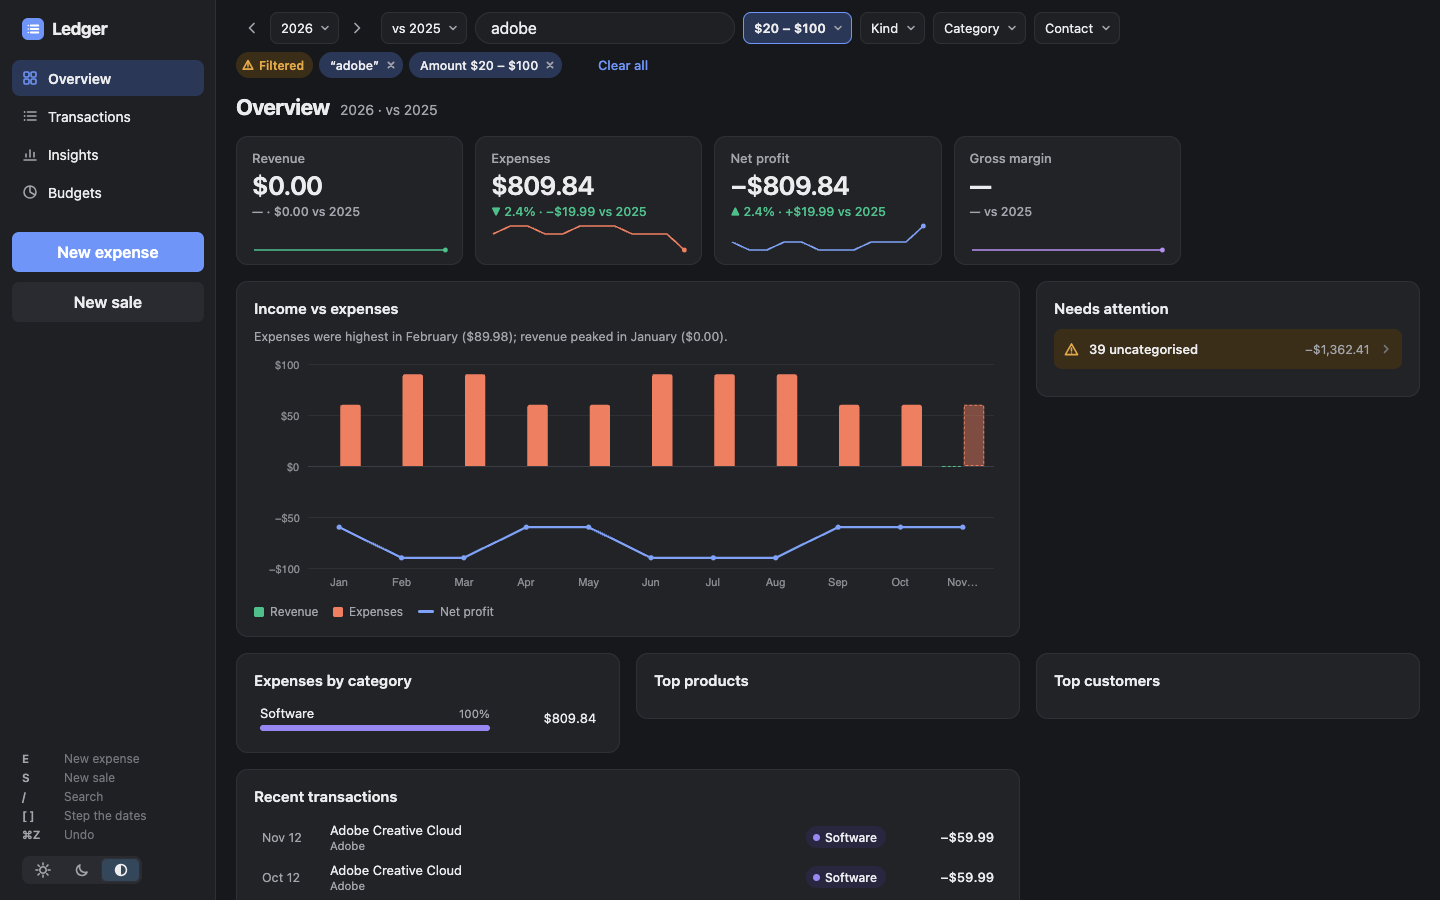 Ledger
Overview
Transactions
Insights
Budgets
New expense
New sale
E New expense
S New sale
/ Search
[ ] Step the dates
⌘Z Undo
2026
vs 2025
adobe
$20 – $100
Kind
Category
Contact
Filtered
“adobe” ×
Amount $20 – $100 ×
Clear all
Overview 2026 · vs 2025
Revenue
$0.00
— · $0.00 vs 2025
Expenses
$809.84
▼ 2.4% · −$19.99 vs 2025
Net profit
−$809.84
▲ 2.4% · +$19.99 vs 2025
Gross margin
—
— vs 2025
Income vs expenses
Expenses were highest in February ($89.98); revenue peaked in January ($0.00).
$100
$50
$0
−$50
−$100
Jan Feb Mar Apr May Jun Jul Aug Sep Oct Nov…
Revenue Expenses Net profit
Needs attention
39 uncategorised −$1,362.41
Expenses by category
Software 100% $809.84
Top products
Top customers
Recent transactions
Nov 12 Adobe Creative Cloud Software −$59.99
Adobe
Oct 12 Adobe Creative Cloud Software −$59.99
Adobe